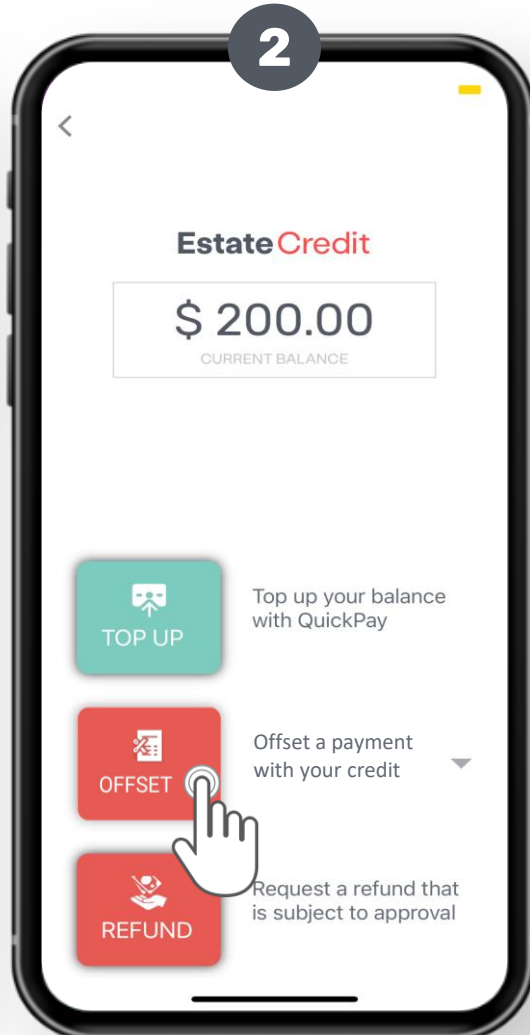 2
Estate Credit
$ 200.00
CURRENT BALANCE
TOP UP
Top up your balance
with QuickPay
OFFSET
Offset a payment
with your credit
REFUND
Request a refund that
is subject to approval